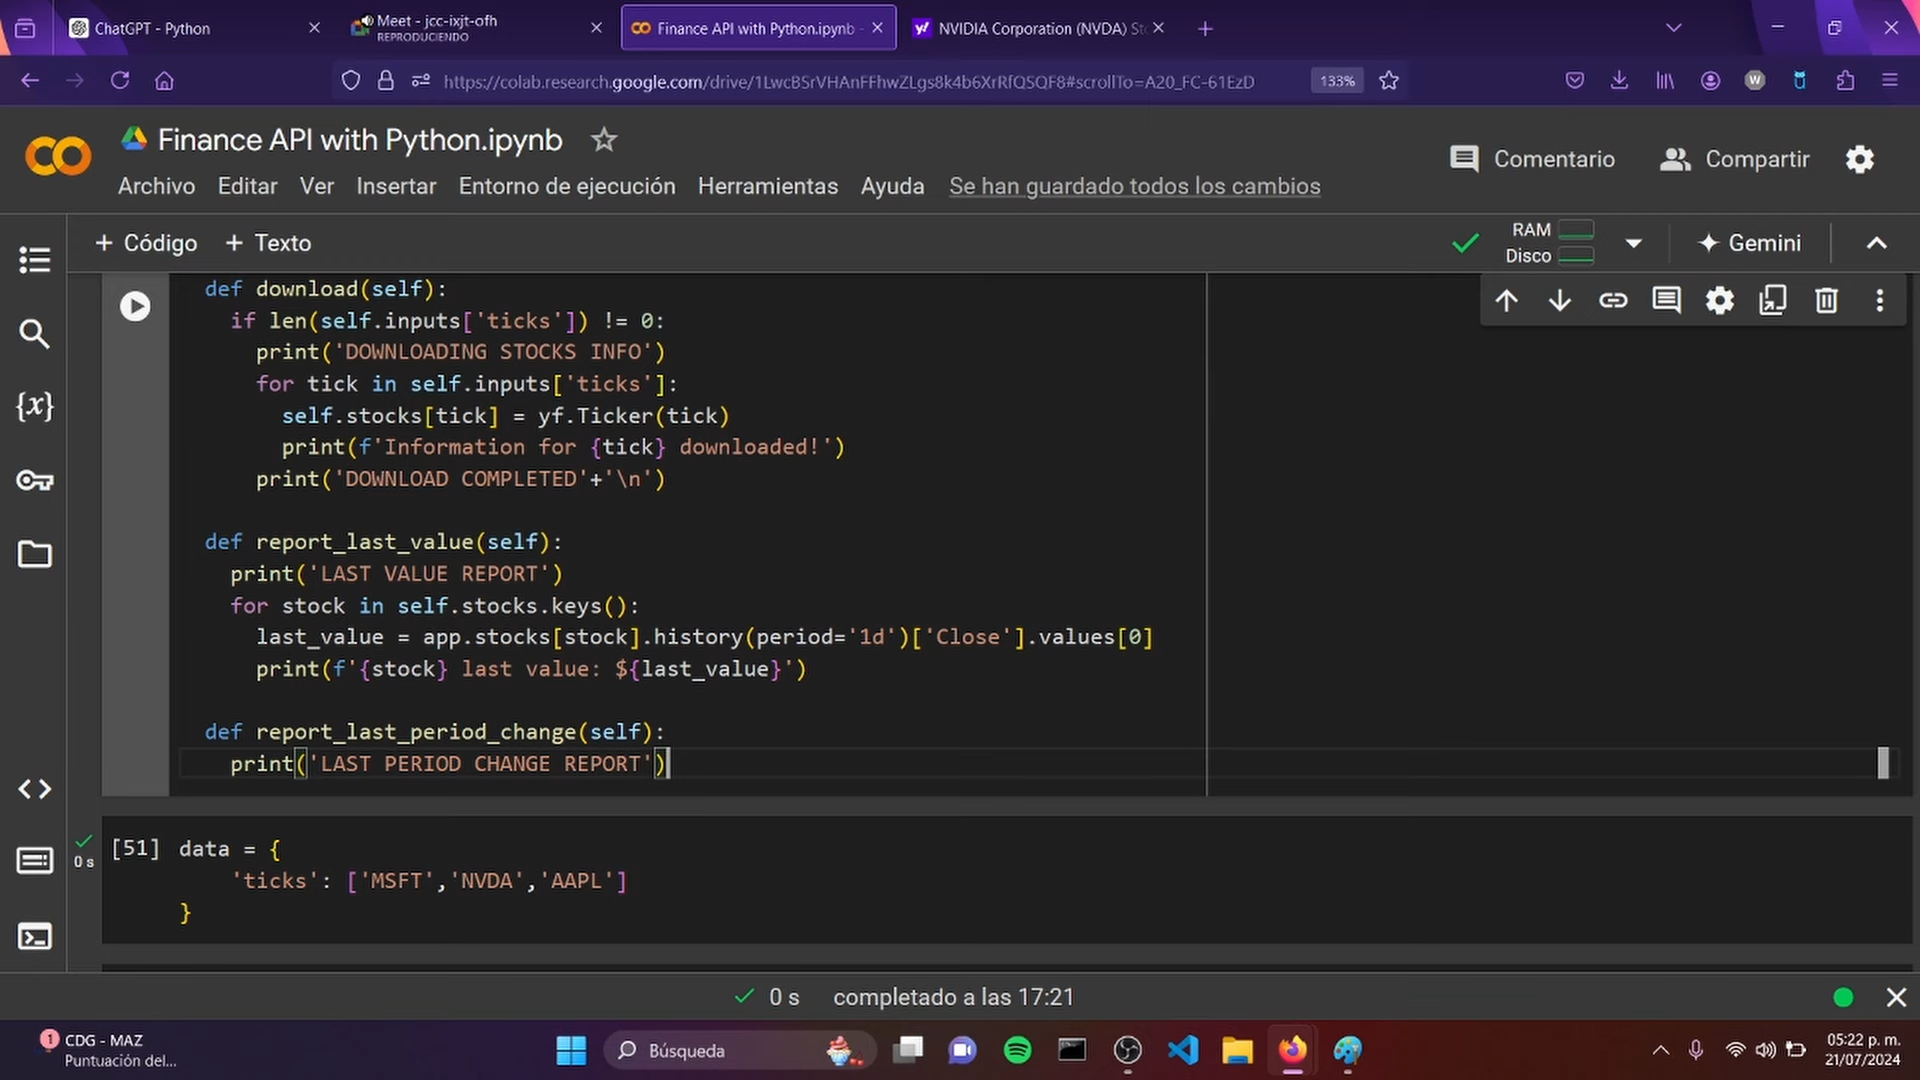 ChatGPT - Python
Meet - jcc-ixjt-ofh
REPRODUCIENDO
Finance API with Python.ipynb -
NVIDIA Corporation (NVDA) St
https://colab.research.google.com/drive/1LwcBSrVHAnFFhwZLgs8k4b6XrRfQSQF8#scrollTo=A20_FC-61EzD
133%
W
Finance API with Python.ipynb
Archivo Editar Ver Insertar Entorno de ejecución Herramientas Ayuda Se han guardado todos los cambios
Comentario
Compartir
+ Código + Texto
RAM
Disco
Gemini
def download(self):
if len(self.inputs['ticks']) != 0:
print('DOWNLOADING STOCKS INFO')
for tick in self.inputs['ticks']:
self.stocks[tick] = yf.Ticker(tick)
print(f'Information for {tick} downloaded!')
print('DOWNLOAD COMPLETED'+'\n')
def report_last_value(self):
print('LAST VALUE REPORT')
for stock in self.stocks.keys():
last_value = app.stocks[stock].history(period='1d')['Close'].values[0]
print(f'{stock} last value: ${last_value}')
def report_last_period_change(self):
print('LAST PERIOD CHANGE REPORT')
0 s
[51] data = {
'ticks': ['MSFT','NVDA','AAPL']
}
0 s completado a las 17:21
1
CDG - MAZ
Puntuación del...
Búsqueda
05:22 p. m.
21/07/2024